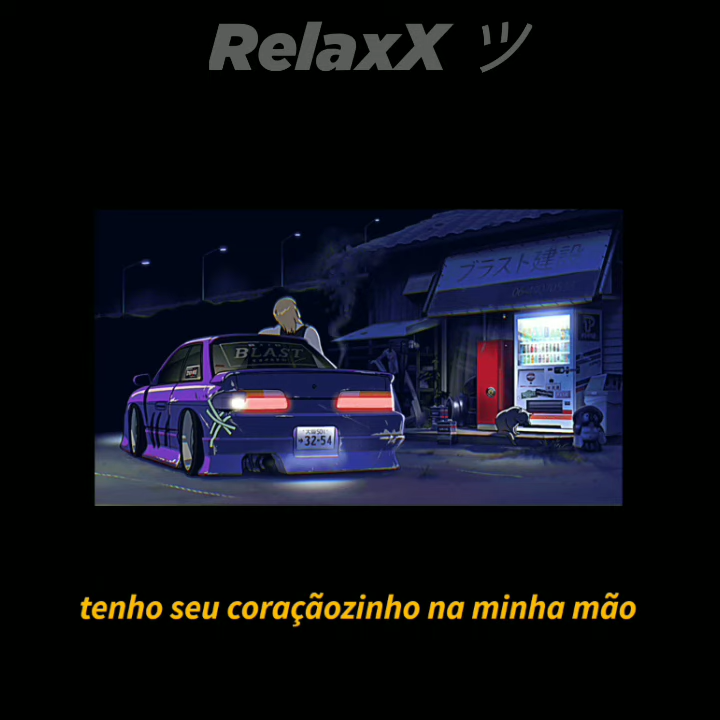 RelaxX ツ
ブラスト建設
BLAST
32-54
tenho seu coraçãozinho na minha mão